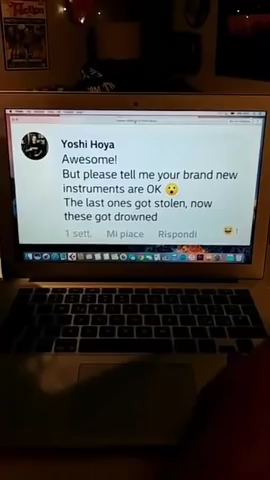 Yoshi Hoya
Awesome!
But please tell me your brand new
instruments are OK 😮
The last ones got stolen, now
these got drowned
1 sett. Mi piace Rispondi
😆 1